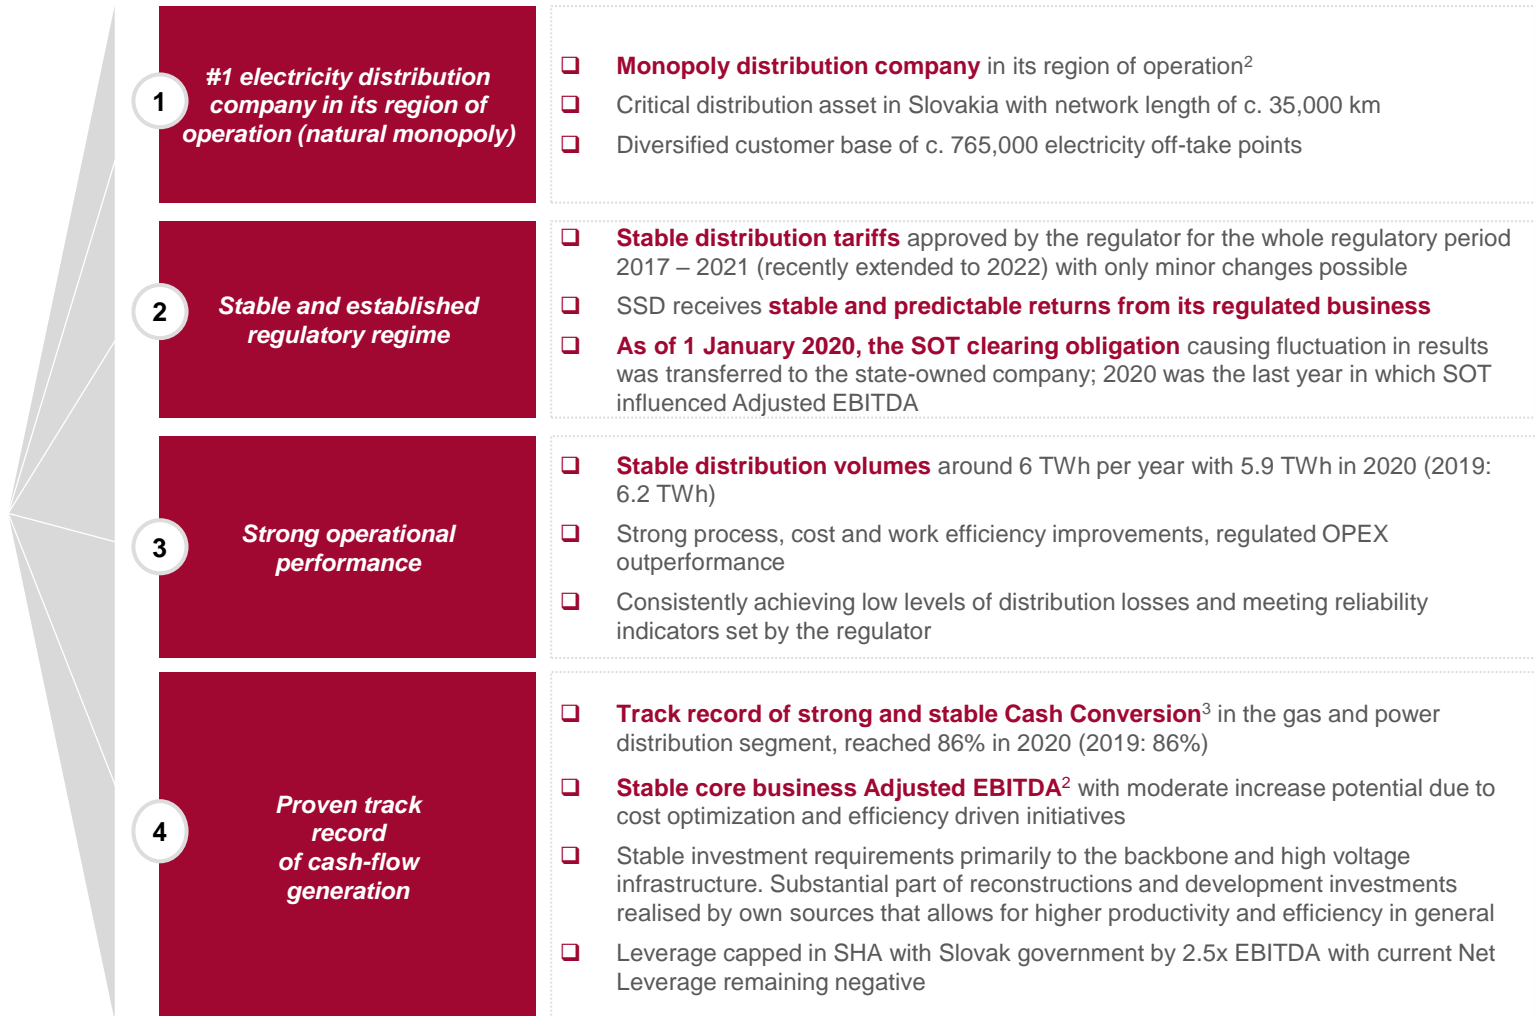 1
#1 electricity distribution
company in its region of
operation (natural monopoly)
❑ Monopoly distribution company in its region of operation²
❑ Critical distribution asset in Slovakia with network length of c. 35,000 km
❑ Diversified customer base of c. 765,000 electricity off-take points
2
Stable and established
regulatory regime
❑ Stable distribution tariffs approved by the regulator for the whole regulatory period
2017 – 2021 (recently extended to 2022) with only minor changes possible
❑ SSD receives stable and predictable returns from its regulated business
❑ As of 1 January 2020, the SOT clearing obligation causing fluctuation in results
was transferred to the state-owned company; 2020 was the last year in which SOT
influenced Adjusted EBITDA
3
Strong operational
performance
❑ Stable distribution volumes around 6 TWh per year with 5.9 TWh in 2020 (2019:
6.2 TWh)
❑ Strong process, cost and work efficiency improvements, regulated OPEX
outperformance
❑ Consistently achieving low levels of distribution losses and meeting reliability
indicators set by the regulator
4
Proven track
record
of cash-flow
generation
❑ Track record of strong and stable Cash Conversion³ in the gas and power
distribution segment, reached 86% in 2020 (2019: 86%)
❑ Stable core business Adjusted EBITDA² with moderate increase potential due to
cost optimization and efficiency driven initiatives
❑ Stable investment requirements primarily to the backbone and high voltage
infrastructure. Substantial part of reconstructions and development investments
realised by own sources that allows for higher productivity and efficiency in general
❑ Leverage capped in SHA with Slovak government by 2.5x EBITDA with current Net
Leverage remaining negative